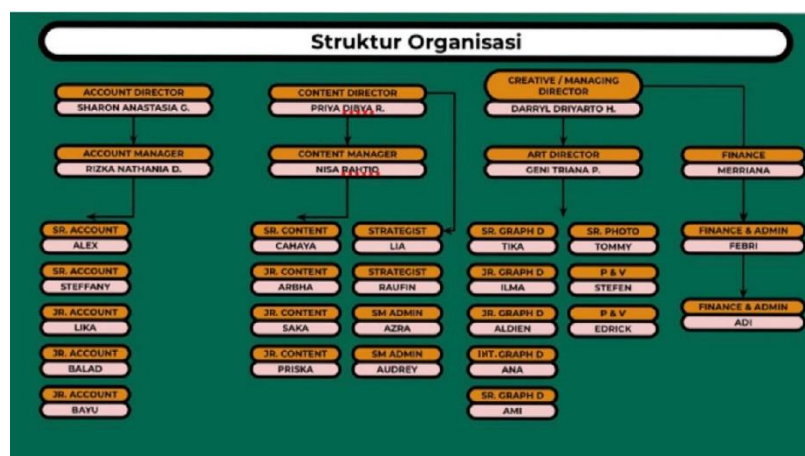 Struktur Organisasi
ACCOUNT DIRECTOR
SHARON ANASTASIA G.
ACCOUNT MANAGER
RIZKA NATHANIA D.
SR. ACCOUNT
ALEX
SR. ACCOUNT
STEFFANY
JR. ACCOUNT
LIKA
JR. ACCOUNT
BALAD
JR. ACCOUNT
BAYU
CONTENT DIRECTOR
PRIYA DIBYA R.
CONTENT MANAGER
NISA RAHTIO
SR. CONTENT
CAHAYA
JR. CONTENT
ARBHA
JR. CONTENT
SAKA
JR. CONTENT
PRISKA
STRATEGIST
LIA
STRATEGIST
RAUFIN
SM ADMIN
AZRA
SM ADMIN
AUDREY
CREATIVE / MANAGING
DIRECTOR
DARRYL DRIYARTO H.
ART DIRECTOR
GENI TRIANA P.
SR. GRAPH D
TIKA
JR. GRAPH D
ILMA
JR. GRAPH D
ALDIEN
INT. GRAPH D
ANA
SR. GRAPH D
AMI
SR. PHOTO
TOMMY
P & V
STEFEN
P & V
EDRICK
FINANCE
MERRIANA
FINANCE & ADMIN
FEBRI
FINANCE & ADMIN
ADI